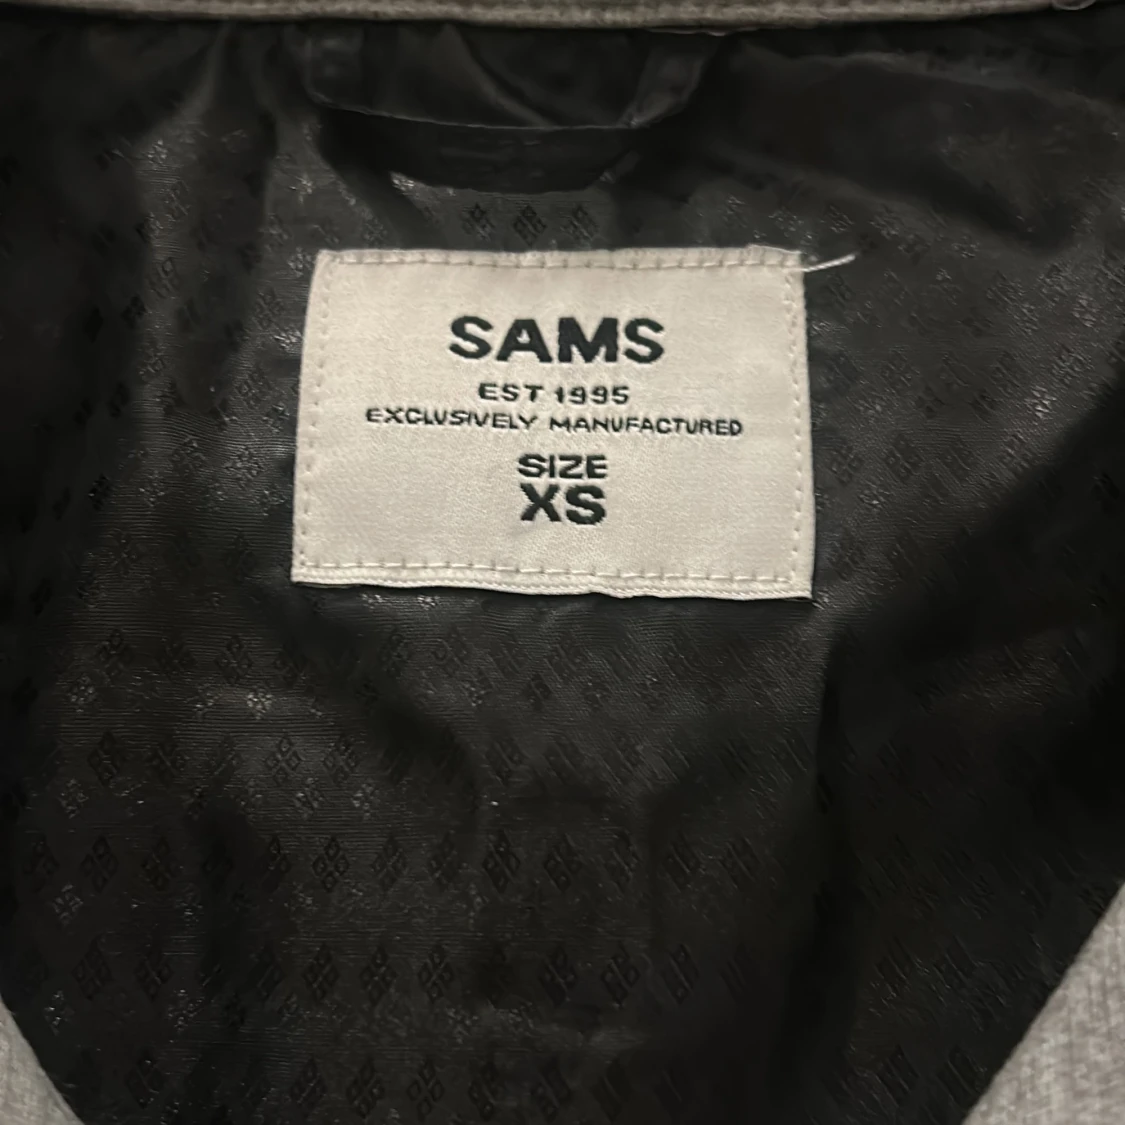 SAMS
EST 1995
EXCLUSIVELY MANUFACTURED
SIZE
XS